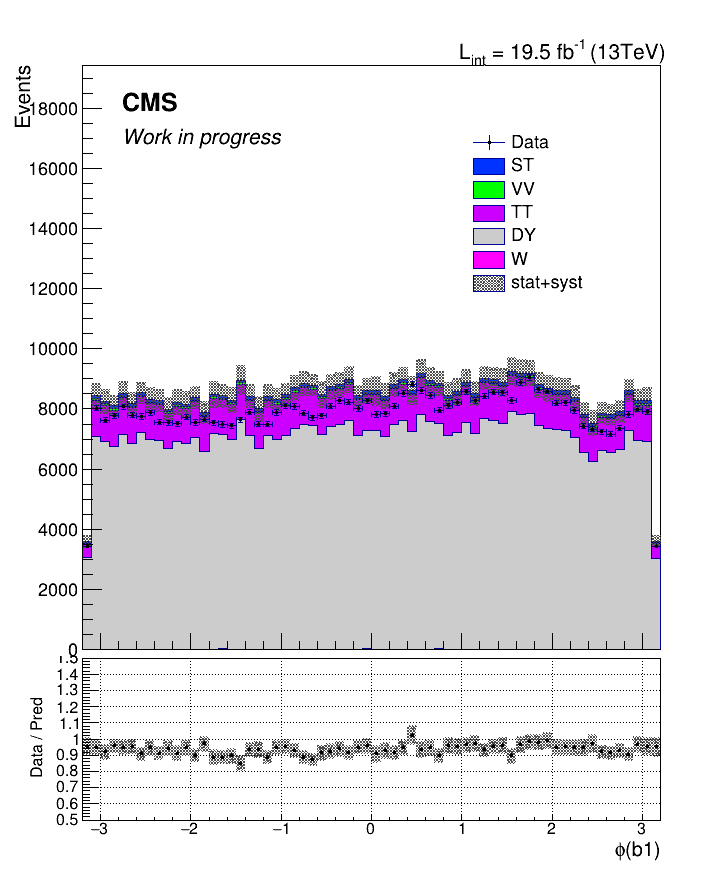 L_int = 19.5 fb^-1 (13TeV)
Events
CMS
Work in progress
Data
ST
VV
TT
DY
W
stat+syst
18000
16000
14000
12000
10000
8000
6000
4000
2000
0
Data / Pred
1.5
1.4
1.3
1.2
1.1
1
0.9
0.8
0.7
0.6
0.5
−3 −2 −1 0 1 2 3
ϕ(b1)